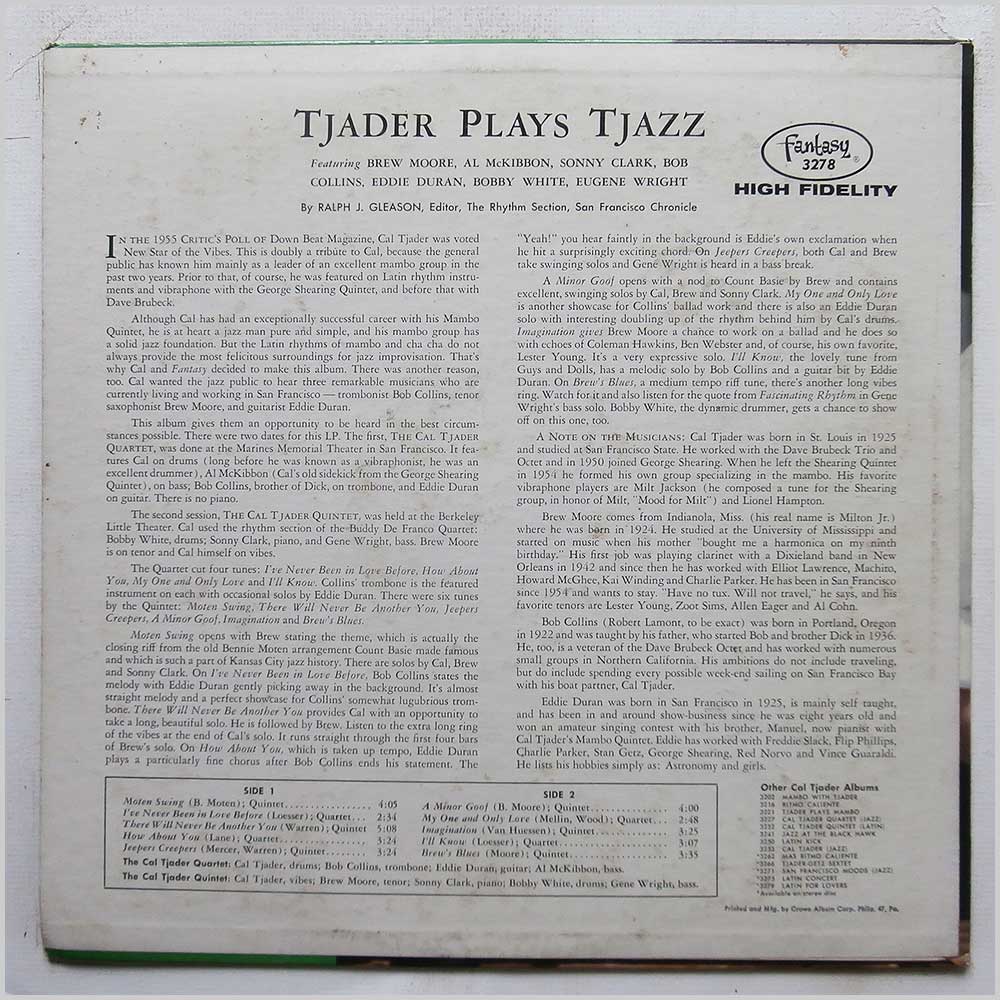 TJADER PLAYS TJAZZ
Featuring BREW MOORE, AL McKIBBON, SONNY CLARK, BOB
COLLINS, EDDIE DURAN, BOBBY WHITE, EUGENE WRIGHT
By RALPH J. GLEASON, Editor, The Rhythm Section, San Francisco Chronicle
Fantasy
3278
HIGH FIDELITY
IN THE 1955 CRITIC'S POLL OF Down Beat Magazine, Cal Tjader was voted
New Star of the Vibes. This is doubly a tribute to Cal, because the general
public has known him mainly as a leader of an excellent mambo group in the
past two years. Prior to that, of course, he was featured on Latin rhythm instru-
ments and vibraphone with the George Shearing Quintet, and before that with
Dave Brubeck.
Although Cal has had an exceptionally successful career with his Mambo
Quintet, he is at heart a jazz man pure and simple, and his mambo group has
a solid jazz foundation. But the Latin rhythms of mambo and cha cha do not
always provide the most felicitous surroundings for jazz improvisation. That's
why Cal and Fantasy decided to make this album. There was another reason,
too. Cal wanted the jazz public to hear three remarkable musicians who are
currently living and working in San Francisco — trombonist Bob Collins, tenor
saxophonist Brew Moore, and guitarist Eddie Duran.
This album gives them an opportunity to be heard in the best circum-
stances possible. There were two dates for this LP. The first, THE CAL TJADER
QUARTET, was done at the Marines Memorial Theater in San Francisco. It fea-
tures Cal on drums (long before he was known as a vibraphonist, he was an
excellent drummer), Al McKibbon (Cal's old sidekick from the George Shearing
Quintet), on bass; Bob Collins, brother of Dick, on trombone, and Eddie Duran
on guitar. There is no piano.
The second session, THE CAL TJADER QUINTET, was held at the Berkeley
Little Theater. Cal used the rhythm section of the Buddy De Franco Quartet:
Bobby White, drums; Sonny Clark, piano, and Gene Wright, bass. Brew Moore
is on tenor and Cal himself on vibes.
The Quartet cut four tunes: I've Never Been in Love Before, How About
You, My One and Only Love and I'll Know. Collins' trombone is the featured
instrument on each with occasional solos by Eddie Duran. There were six tunes
by the Quintet: Moten Swing, There Will Never Be Another You, Jeepers
Creepers, A Minor Goof, Imagination and Brew's Blues.
Moten Swing opens with Brew stating the theme, which is actually the
closing riff from the old Bennie Moten arrangement Count Basie made famous
and which is such a part of Kansas City jazz history. There are solos by Cal, Brew
and Sonny Clark. On I've Never Been in Love Before, Bob Collins states the
melody with Eddie Duran gently picking away in the background. It's almost
straight melody and a perfect showcase for Collins' somewhat lugubrious trom-
bone. There Will Never Be Another You provides Cal with an opportunity to
take a long, beautiful solo. He is followed by Brew. Listen to the extra long ring
of the vibes at the end of Cal's solo. It runs straight through the first four bars
of Brew's solo. On How About You, which is taken up tempo, Eddie Duran
plays a particularly fine chorus after Bob Collins ends his statement. The
"Yeah!" you hear faintly in the background is Eddie's own exclamation when
he hit a surprisingly exciting chord. On Jeepers Creepers, both Cal and Brew
take swinging solos and Gene Wright is heard in a bass break.
A Minor Goof opens with a nod to Count Basie by Brew and contains
excellent, swinging solos by Cal, Brew and Sonny Clark. My One and Only Love
is another showcase for Collins' ballad work and there is also an Eddie Duran
solo with interesting doubling up of the rhythm behind him by Cal's drums.
Imagination gives Brew Moore a chance to work on a ballad and he does so
with echoes of Coleman Hawkins, Ben Webster and, of course, his own favorite,
Lester Young. It's a very expressive solo. I'll Know, the lovely tune from
Guys and Dolls, has a melodic solo by Bob Collins and a guitar bit by Eddie
Duran. On Brew's Blues, a medium tempo riff tune, there's another long vibes
ring. Watch for it and also listen for the quote from Fascinating Rhythm in Gene
Wright's bass solo. Bobby White, the dynamic drummer, gets a chance to show
off on this one, too.
A NOTE ON THE MUSICIANS: Cal Tjader was born in St. Louis in 1925
and studied at San Francisco State. He worked with the Dave Brubeck Trio and
Octet and in 1950 joined George Shearing. When he left the Shearing Quintet
in 1954 he formed his own group specializing in the mambo. His favorite
vibraphone players are Milt Jackson (he composed a tune for the Shearing
group, in honor of Milt, "Mood for Milt") and Lionel Hampton.
Brew Moore comes from Indianola, Miss. (his real name is Milton Jr.)
where he was born in 1924. He studied at the University of Mississippi and
started on music when his mother "bought me a harmonica on my ninth
birthday." His first job was playing clarinet with a Dixieland band in New
Orleans in 1942 and since then he has worked with Elliot Lawrence, Machito,
Howard McGhee, Kai Winding and Charlie Parker. He has been in San Francisco
since 1954 and wants to stay. "Have no tux. Will not travel," he says, and his
favorite tenors are Lester Young, Zoot Sims, Allen Eager and Al Cohn.
Bob Collins (Robert Lamont, to be exact) was born in Portland, Oregon
in 1922 and was taught by his father, who started Bob and brother Dick in 1936.
He, too, is a veteran of the Dave Brubeck Octet and has worked with numerous
small groups in Northern California. His ambitions do not include traveling,
but do include spending every possible week-end sailing on San Francisco Bay
with his boat partner, Cal Tjader.
Eddie Duran was born in San Francisco in 1925, is mainly self taught,
and has been in and around show-business since he was eight years old and
won an amateur singing contest with his brother, Manuel, now pianist with
Cal Tjader's Mambo Quintet. Eddie has worked with Freddie Slack, Flip Phillips,
Charlie Parker, Stan Getz, George Shearing, Red Norvo and Vince Guaraldi.
He lists his hobbies simply as: Astronomy and girls.
SIDE 1
Moten Swing (B. Moten); Quintet.................. 4:05
I've Never Been in Love Before (Loesser); Quartet... 2:34
There Will Never Be Another You (Warren); Quintet 5:08
How About You (Lane); Quartet.................. 3:24
Jeepers Creepers (Mercer, Warren); Quintet........ 3:24
SIDE 2
A Minor Goof (B. Moore); Quintet................ 4:00
My One and Only Love (Mellin, Wood); Quartet... 2:48
Imagination (Van Huessen); Quintet.............. 3:25
I'll Know (Loesser); Quartet.................... 3:07
Brew's Blues (Moore); Quintet.................. 3:35
The Cal Tjader Quartet: Cal Tjader, drums; Bob Collins, trombone; Eddie Duran, guitar; Al McKibbon, bass.
The Cal Tjader Quintet: Cal Tjader, vibes; Brew Moore, tenor; Sonny Clark, piano; Bobby White, drums; Gene Wright, bass.
Other Cal Tjader Albums
3202 MAMBO WITH TJADER
3216 RITMO CALIENTE
3221 TJADER PLAYS MAMBO
3227 CAL TJADER QUARTET (JAZZ)
3232 CAL TJADER QUINTET (LATIN)
3241 JAZZ AT THE BLACK HAWK
3250 LATIN KICK
3253 CAL TJADER (JAZZ)
*3262 MAS RITMO CALIENTE
*3266 TJADER-GETZ SEXTET
*3271 SAN FRANCISCO MOODS (JAZZ)
*3275 LATIN CONCERT
*3279 LATIN FOR LOVERS
*Available on stereo disc
Printed and Mfg. by Crown Album Corp. Phila. 47, Pa.